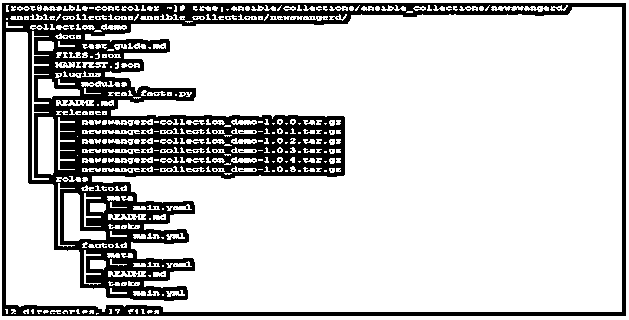 [root@ansible-controller ~]# tree .ansible/collections/ansible_collections/newswangerd/
.ansible/collections/ansible_collections/newswangerd/
└── collection_demo
    ├── docs
    │   └── test_guide.md
    ├── FILES.json
    ├── MANIFEST.json
    ├── plugins
    │   └── modules
    │       └── real_facts.py
    ├── README.md
    ├── releases
    │   ├── newswangerd-collection_demo-1.0.0.tar.gz
    │   ├── newswangerd-collection_demo-1.0.1.tar.gz
    │   ├── newswangerd-collection_demo-1.0.2.tar.gz
    │   ├── newswangerd-collection_demo-1.0.3.tar.gz
    │   ├── newswangerd-collection_demo-1.0.4.tar.gz
    │   └── newswangerd-collection_demo-1.0.5.tar.gz
    └── roles
        ├── deltoid
        │   ├── meta
        │   │   └── main.yaml
        │   ├── README.md
        │   └── tasks
        │       └── main.yml
        └── factoid
            ├── meta
            │   └── main.yaml
            ├── README.md
            └── tasks
                └── main.yml
12 directories, 17 files